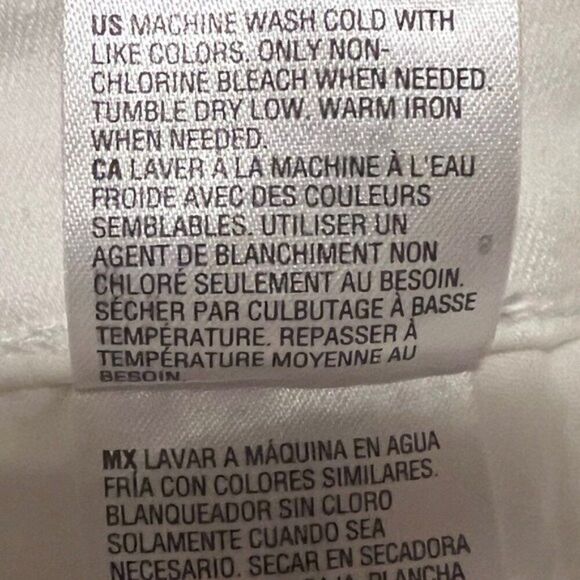 US MACHINE WASH COLD WITH
LIKE COLORS. ONLY NON-
CHLORINE BLEACH WHEN NEEDED.
TUMBLE DRY LOW. WARM IRON
WHEN NEEDED.
CA LAVER À LA MACHINE À L'EAU
FROIDE AVEC DES COULEURS
SEMBLABLES. UTILISER UN
AGENT DE BLANCHIMENT NON
CHLORÉ SEULEMENT AU BESOIN.
SÉCHER PAR CULBUTAGE À BASSE
TEMPÉRATURE. REPASSER À
TEMPÉRATURE MOYENNE AU
BESOIN.
MX LAVAR A MÁQUINA EN AGUA
FRÍA CON COLORES SIMILARES.
BLANQUEADOR SIN CLORO
SOLAMENTE CUANDO SEA
NECESARIO. SECAR EN SECADORA
PLANCHA